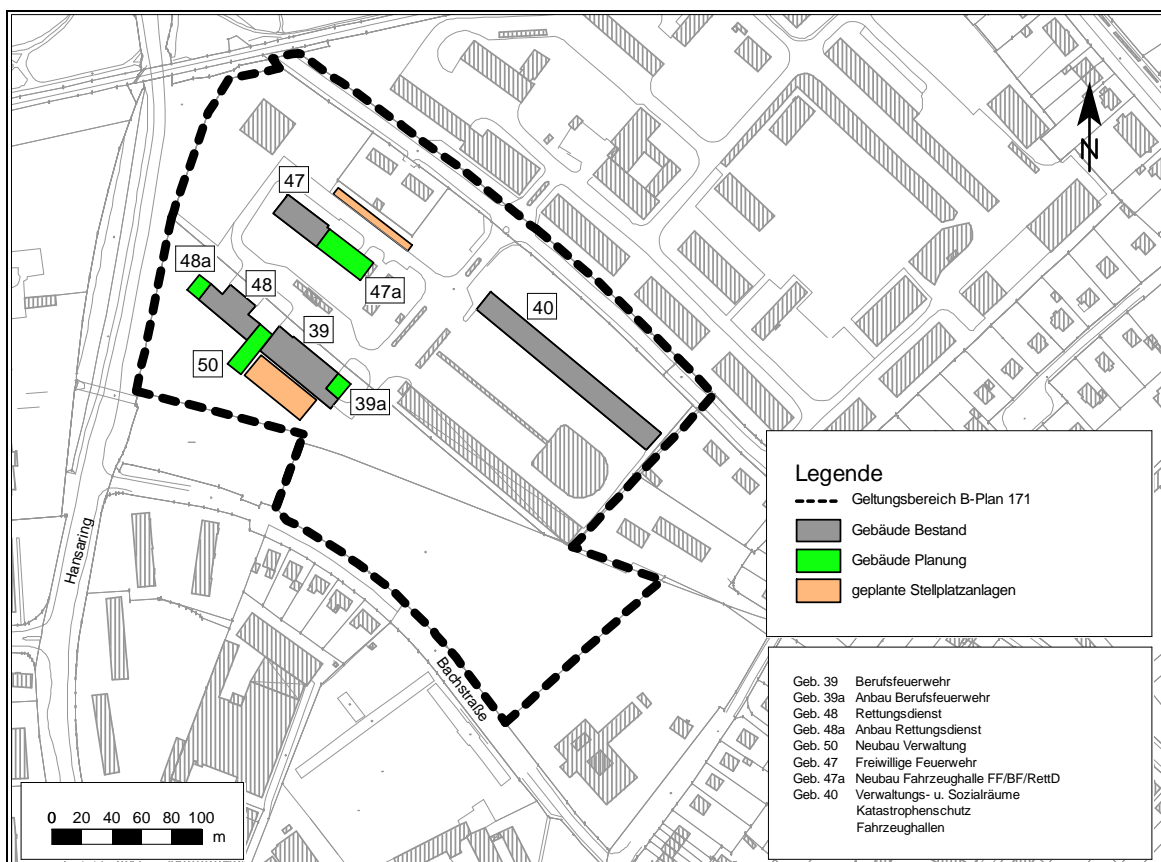 N
47
48a
48
47a
40
39
50
39a
Hansaring
Bachstraße
Legende
Geltungsbereich B-Plan 171
Gebäude Bestand
Gebäude Planung
geplante Stellplatzanlagen
Geb. 39 Berufsfeuerwehr
Geb. 39a Anbau Berufsfeuerwehr
Geb. 48 Rettungsdienst
Geb. 48a Anbau Rettungsdienst
Geb. 50 Neubau Verwaltung
Geb. 47 Freiwillige Feuerwehr
Geb. 47a Neubau Fahrzeughalle FF/BF/RettD
Geb. 40 Verwaltungs- u. Sozialräume
Katastrophenschutz
Fahrzeughallen
0 20 40 60 80 100
m